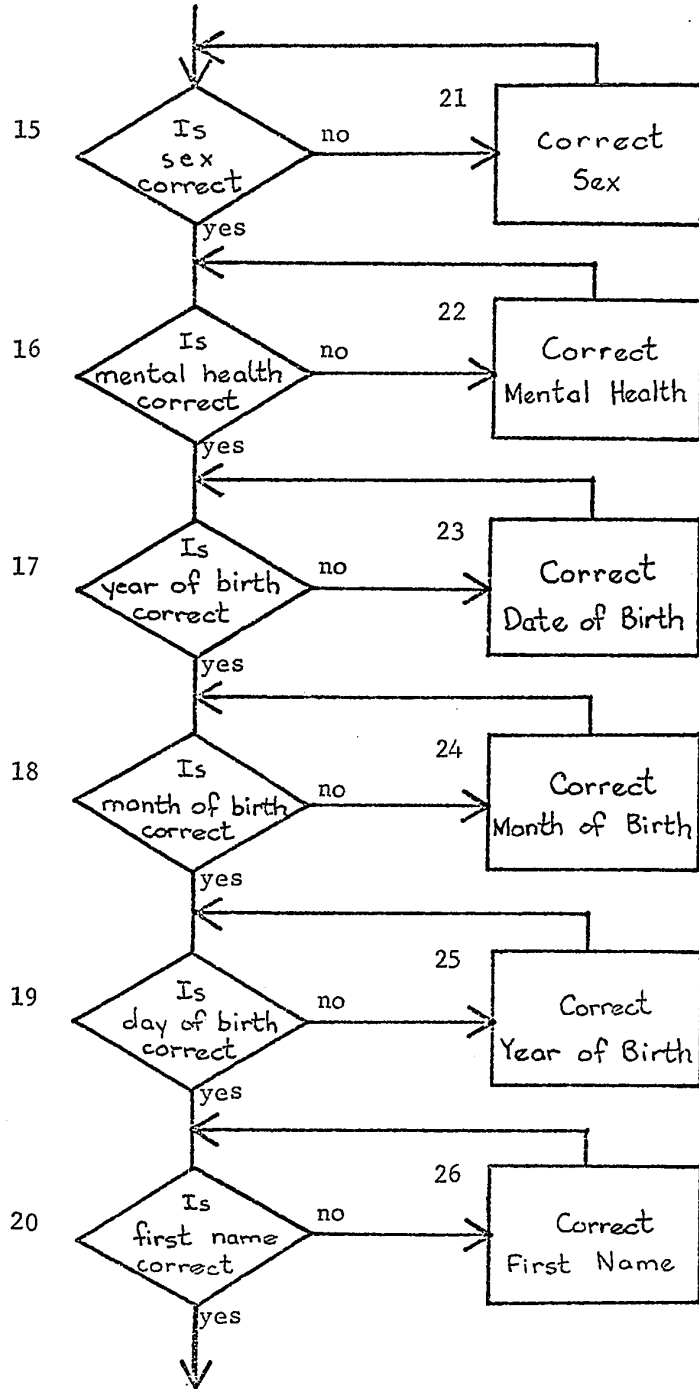 15
Is
sex
correct
no
21
Correct
Sex
yes
16
Is
mental health
correct
no
22
Correct
Mental Health
yes
17
Is
year of birth
correct
no
23
Correct
Date of Birth
yes
18
Is
month of birth
correct
no
24
Correct
Month of Birth
yes
19
Is
day of birth
correct
no
25
Correct
Year of Birth
yes
20
Is
first name
correct
no
26
Correct
First Name
yes